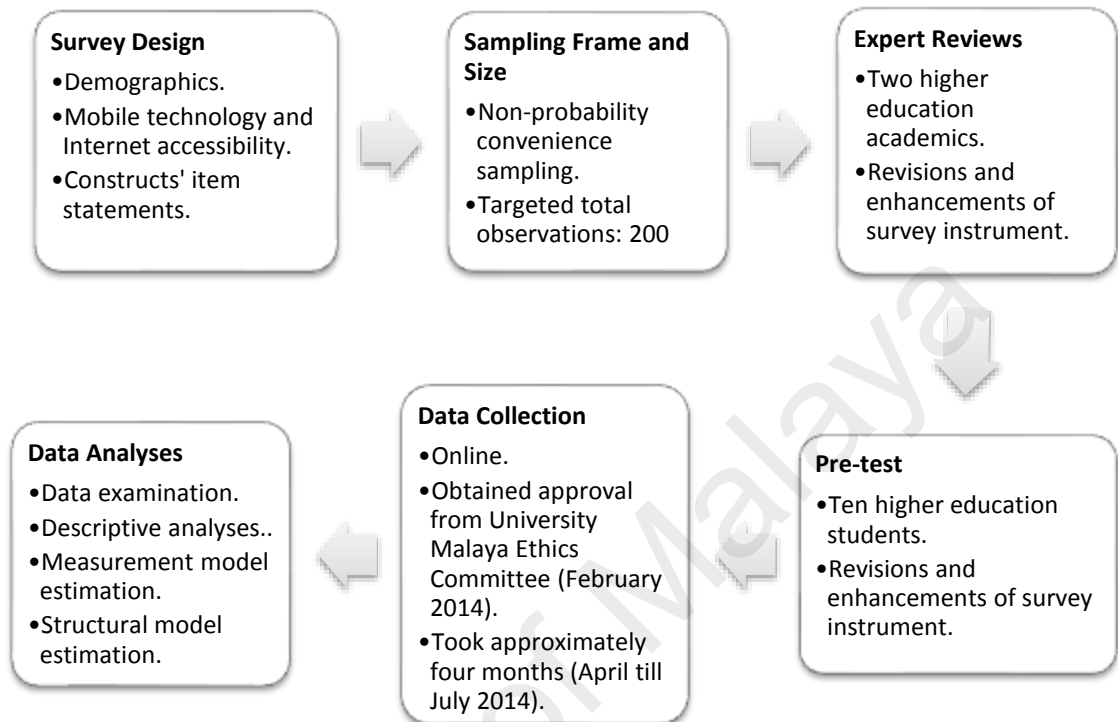 Survey Design
•Demographics.
•Mobile technology and
Internet accessibility.
•Constructs' item
statements.
Sampling Frame and
Size
•Non-probability
convenience
sampling.
•Targeted total
observations: 200
Expert Reviews
•Two higher
education
academics.
•Revisions and
enhancements of
survey instrument.
Pre-test
•Ten higher education
students.
•Revisions and
enhancements of survey
instrument.
Data Collection
•Online.
•Obtained approval
from University
Malaya Ethics
Committee (February
2014).
•Took approximately
four months (April till
July 2014).
Data Analyses
•Data examination.
•Descriptive analyses..
•Measurement model
estimation.
•Structural model
estimation.
of Malaya